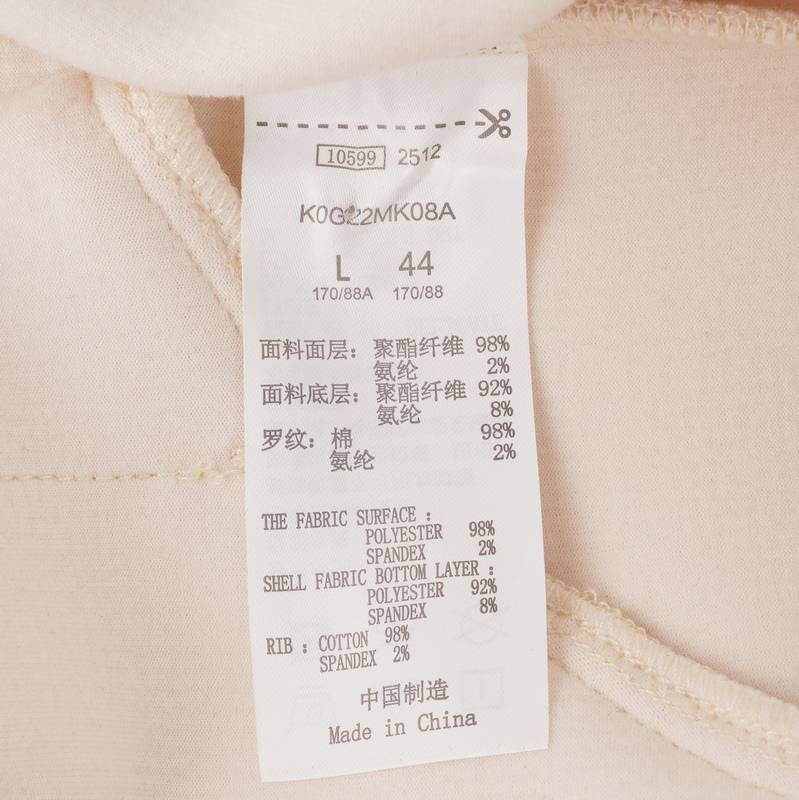 10599 2512
K0G22MK08A
L 44
170/88A 170/88
面料面层：聚酯纤维 98%
氨纶 2%
面料底层：聚酯纤维 92%
氨纶 8%
罗纹：棉 98%
氨纶 2%
THE FABRIC SURFACE :
POLYESTER 98%
SPANDEX 2%
SHELL FABRIC BOTTOM LAYER :
POLYESTER 92%
SPANDEX 8%
RIB : COTTON 98%
SPANDEX 2%
中国制造
Made in China